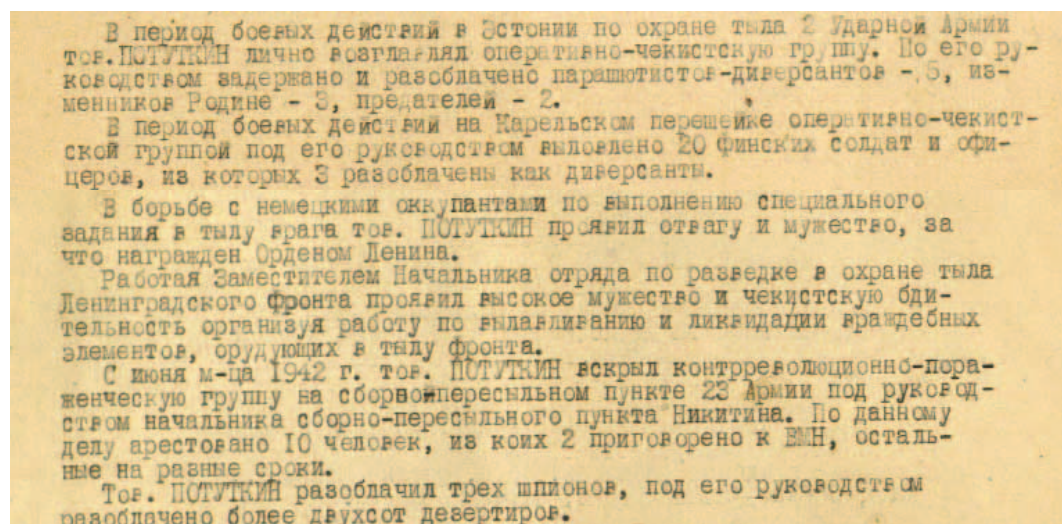 В период боевых действий в Эстонии по охране тыла 2 Ударной Армии
тов.ПОТУТКИН лично возглавлял оперативно-чекистскую группу. По его ру-
ководством задержано и разоблачено парашютистов-диверсантов - 5, из-
менников Родине - 3, предателей - 2.
В период боевых действий на Карельском перешейке оперативно-чекист-
ской группой под его руководством выловлено 20 финских солдат и офи-
церов, из которых 3 разоблачены как диверсанты.
В борьбе с немецкими оккупантами по выполнению специального
задания в тылу врага тов. ПОТУТКИН проявил отвагу и мужество, за
что награжден Орденом Ленина.
Работая Заместителем Начальника отряда по разведке в охране тыла
Ленинградского фронта проявил высокое мужество и чекистскую бди-
тельность организуя работу по вылавливанию и ликвидации враждебных
элементов, орудующих в тылу фронта.
С июня м-ца 1942 г. тов. ПОТУТКИН вскрыл контрреволюционно-пора-
женческую группу на сборнойпересыльном пункте 23 Армии под руковод-
ством начальника сборно-пересыльного пункта Никитина. По данному
делу арестовано 10 человек, из коих 2 приговорено к ВМН, осталь-
ные на разные сроки.
Тов. ПОТУТКИН разоблачил трех шпионов, под его руководством
разоблачено более двухсот дезертиров.